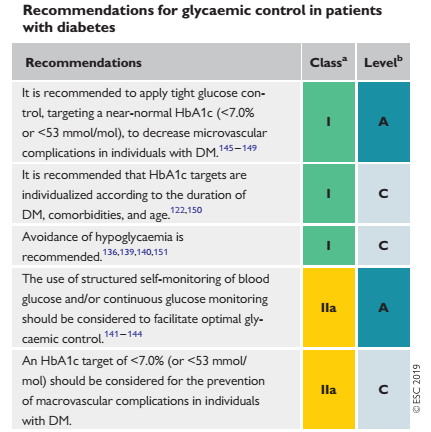 Recommendations for glycaemic control in patients
with diabetes
Recommendations Classᵃ Levelᵇ
It is recommended to apply tight glucose con-
trol, targeting a near-normal HbA1c (<7.0%
or <53 mmol/mol), to decrease microvascular
complications in individuals with DM.¹⁴⁵⁻¹⁴⁹
I A
It is recommended that HbA1c targets are
individualized according to the duration of
DM, comorbidities, and age.¹²²,¹⁵⁰
I C
Avoidance of hypoglycaemia is
recommended.¹³⁶,¹³⁹,¹⁴⁰,¹⁵¹
I C
The use of structured self-monitoring of blood
glucose and/or continuous glucose monitoring
should be considered to facilitate optimal gly-
caemic control.¹⁴¹⁻¹⁴⁴
IIa A
An HbA1c target of <7.0% (or <53 mmol/
mol) should be considered for the prevention
of macrovascular complications in individuals
with DM.
IIa C
© ESC 2019